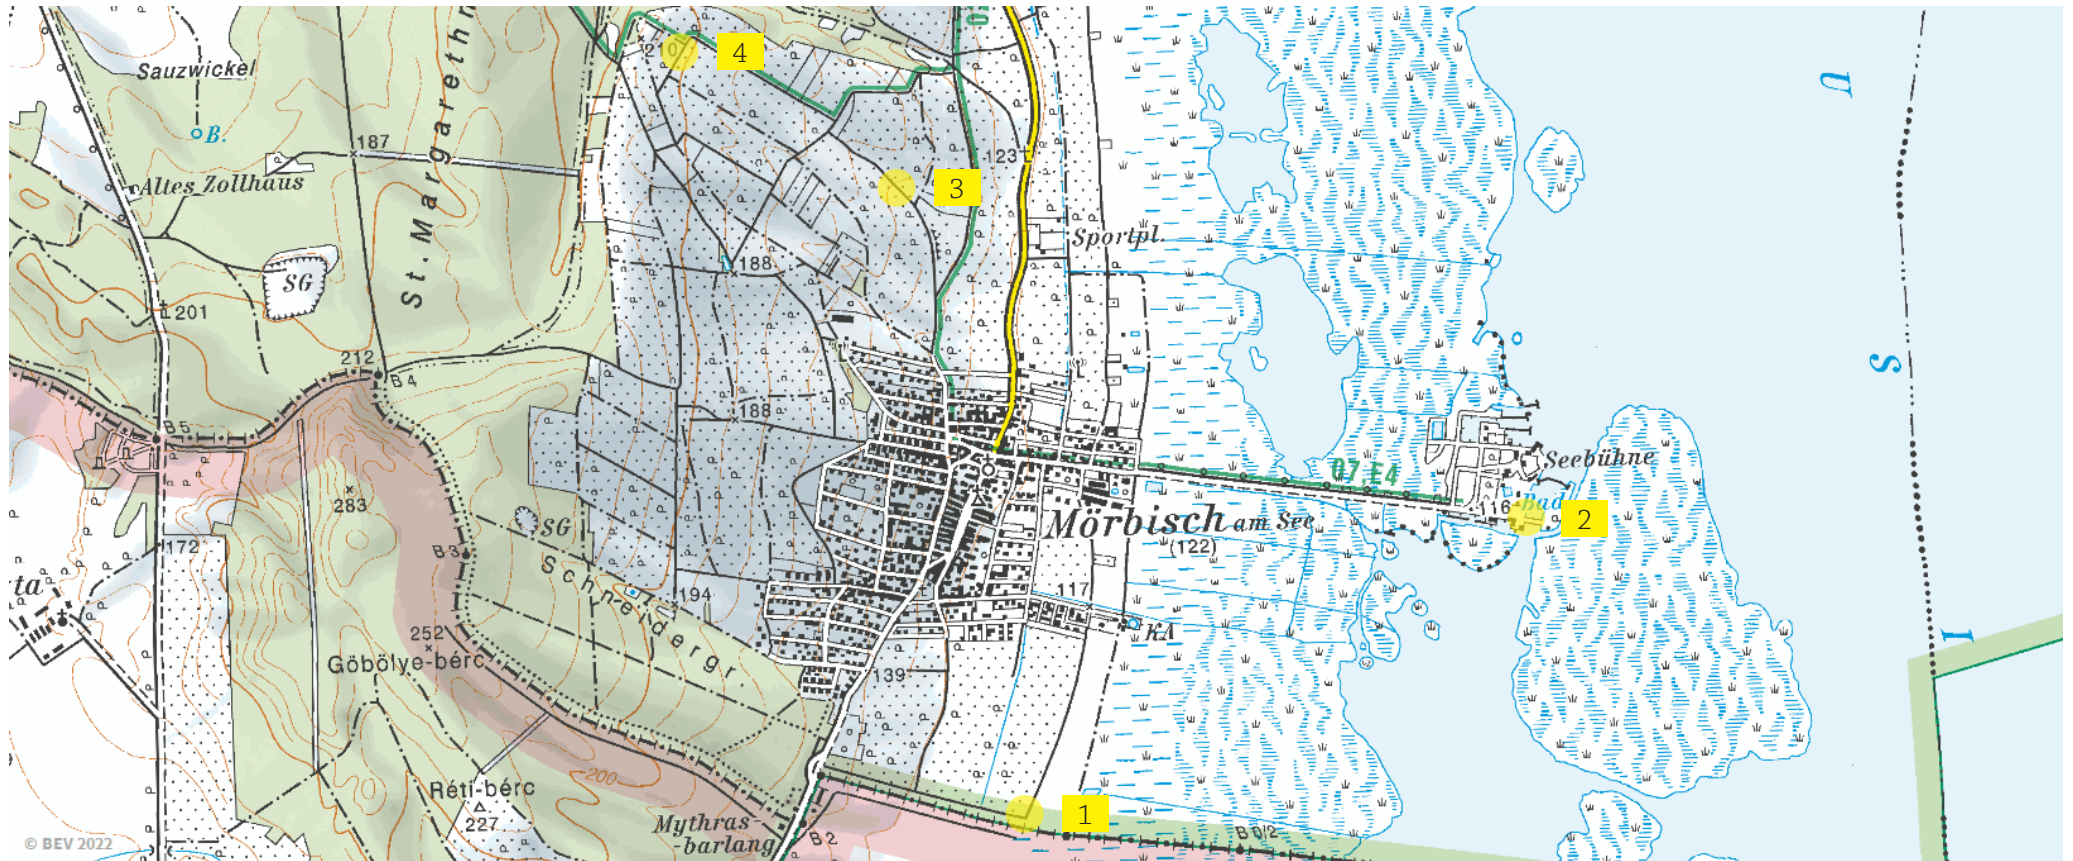 Sauzwickel
B.
Altes Zollhaus
187
St. Margareth
210
4
3
123
U
Sportpl.
SG
188
201
212
B 4
S
B 5
188
283
07,E4
Seebühne
116
Bad
2
Mörbisch am See
(122)
SG
172
B 3
Schneidergr.
194
117
KA
ta
252
Göbölye-bérc
139
I
200
Réti-bérc
227
1
Mythras-
-barlang
B 2
B 0/2
© BEV 2022